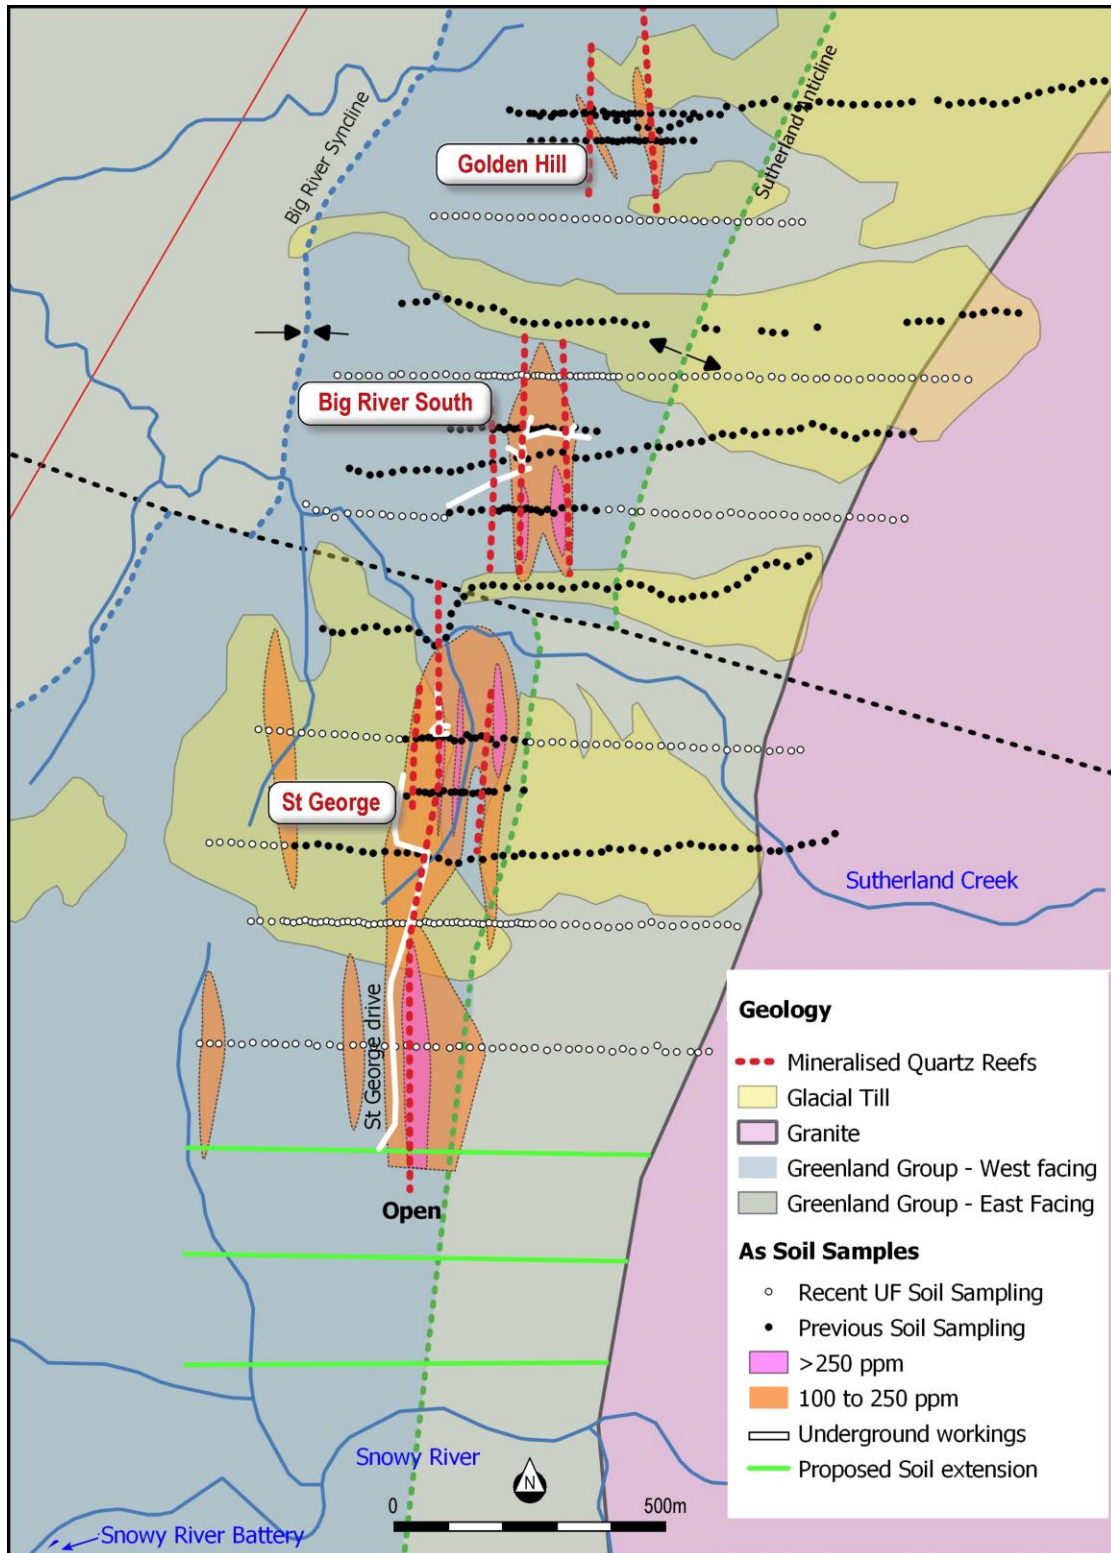 Big River Syncline
Sutherland Anticline
Golden Hill
Big River South
St George
Sutherland Creek
St George drive
Open
Snowy River
Snowy River Battery
N
0 500m
Geology
Mineralised Quartz Reefs
Glacial Till
Granite
Greenland Group - West facing
Greenland Group - East Facing
As Soil Samples
Recent UF Soil Sampling
Previous Soil Sampling
>250 ppm
100 to 250 ppm
Underground workings
Proposed Soil extension